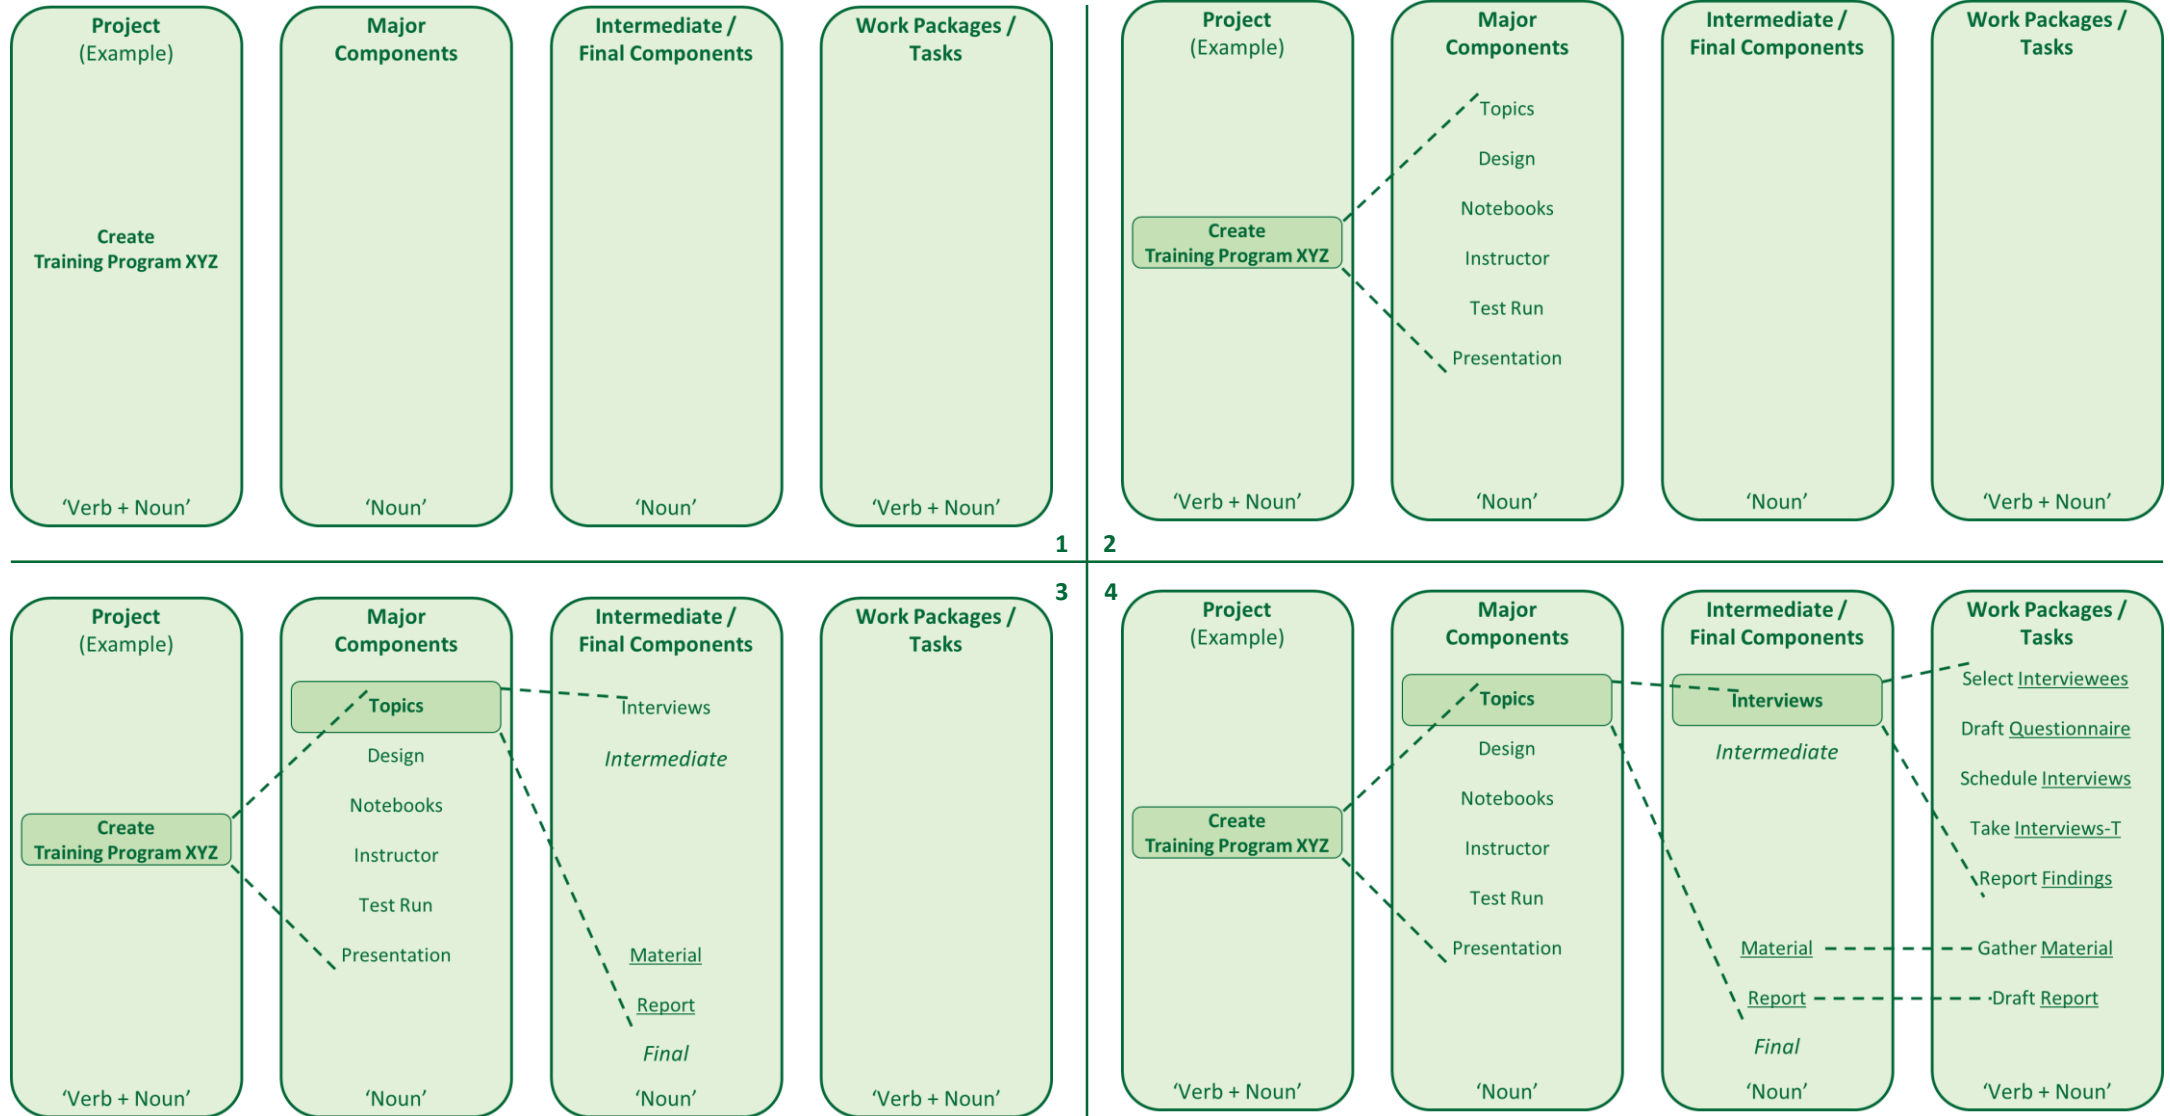 Project
(Example)
Create
Training Program XYZ
‘Verb + Noun’
Major
Components
‘Noun’
Intermediate /
Final Components
‘Noun’
Work Packages /
Tasks
‘Verb + Noun’
1
Project
(Example)
Create
Training Program XYZ
‘Verb + Noun’
Major
Components
Topics
Design
Notebooks
Instructor
Test Run
Presentation
‘Noun’
Intermediate /
Final Components
‘Noun’
Work Packages /
Tasks
‘Verb + Noun’
2
Project
(Example)
Create
Training Program XYZ
‘Verb + Noun’
Major
Components
Topics
Design
Notebooks
Instructor
Test Run
Presentation
‘Noun’
Intermediate /
Final Components
Interviews
Intermediate
Material
Report
Final
‘Noun’
Work Packages /
Tasks
‘Verb + Noun’
3
4
Project
(Example)
Create
Training Program XYZ
‘Verb + Noun’
Major
Components
Topics
Design
Notebooks
Instructor
Test Run
Presentation
‘Noun’
Intermediate /
Final Components
Interviews
Intermediate
Material
Report
Final
‘Noun’
Work Packages /
Tasks
Select Interviewees
Draft Questionnaire
Schedule Interviews
Take Interviews-T
Report Findings
Gather Material
Draft Report
‘Verb + Noun’